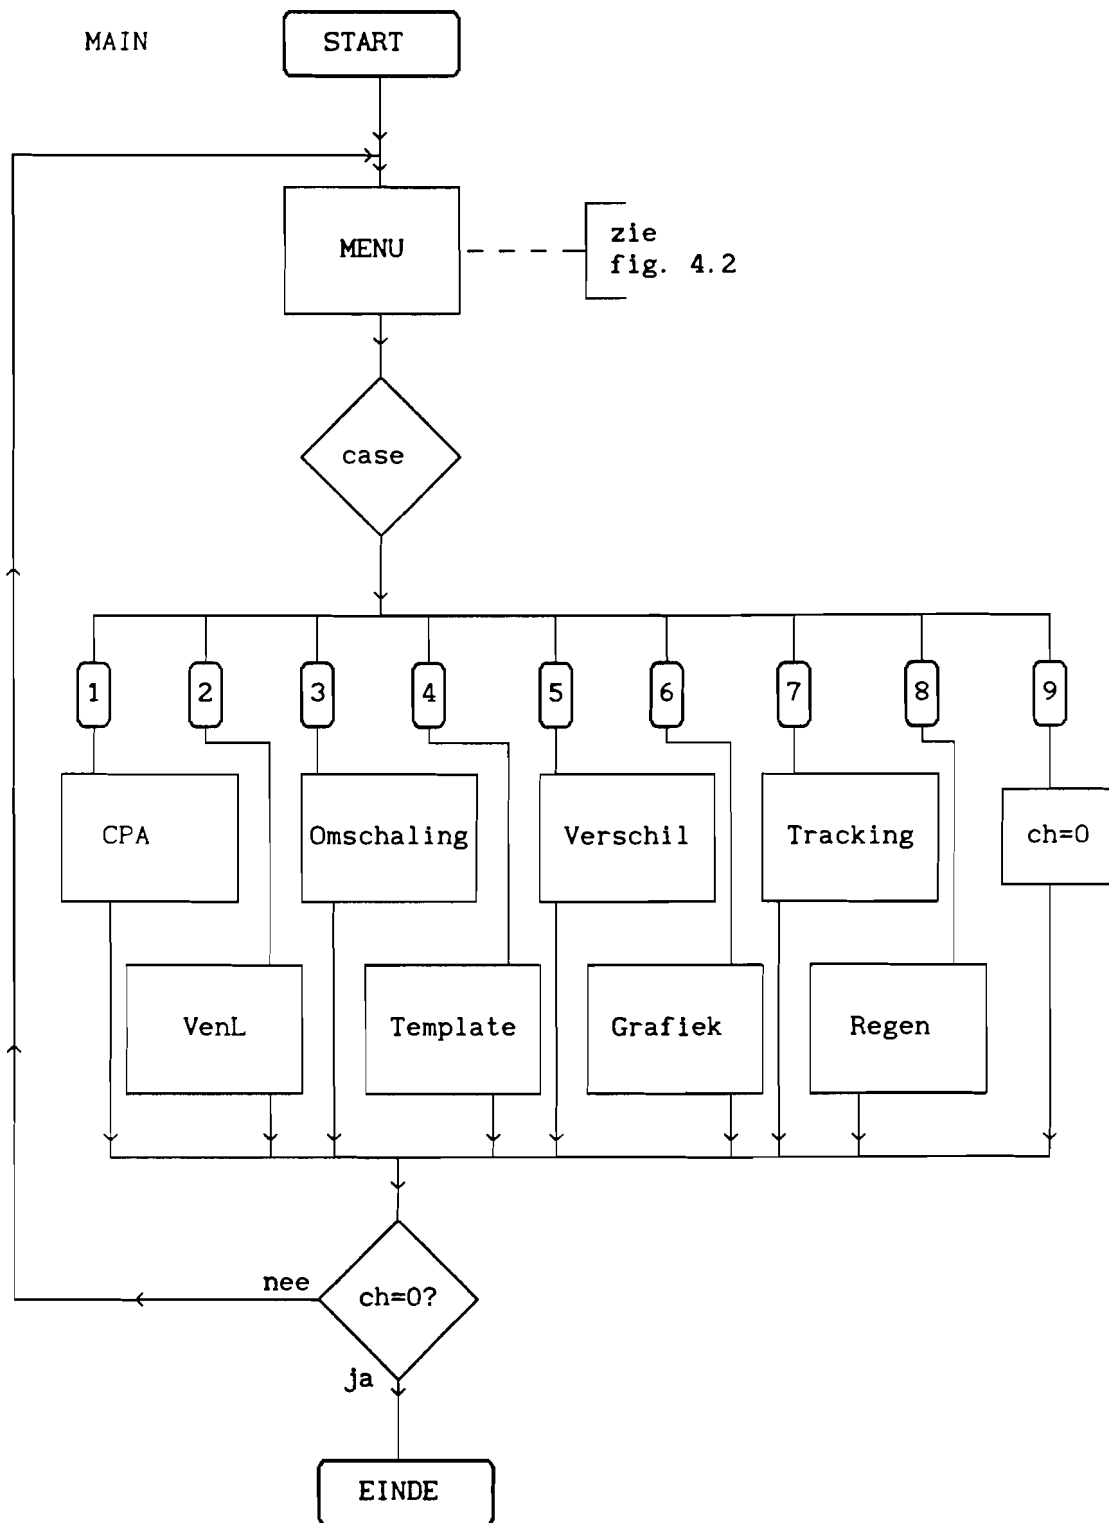 MAIN
START
MENU
zie
fig. 4.2
case
1 2 3 4 5 6 7 8 9
CPA Omschaling Verschil Tracking ch=0
VenL Template Grafiek Regen
nee
ch=0?
ja
EINDE